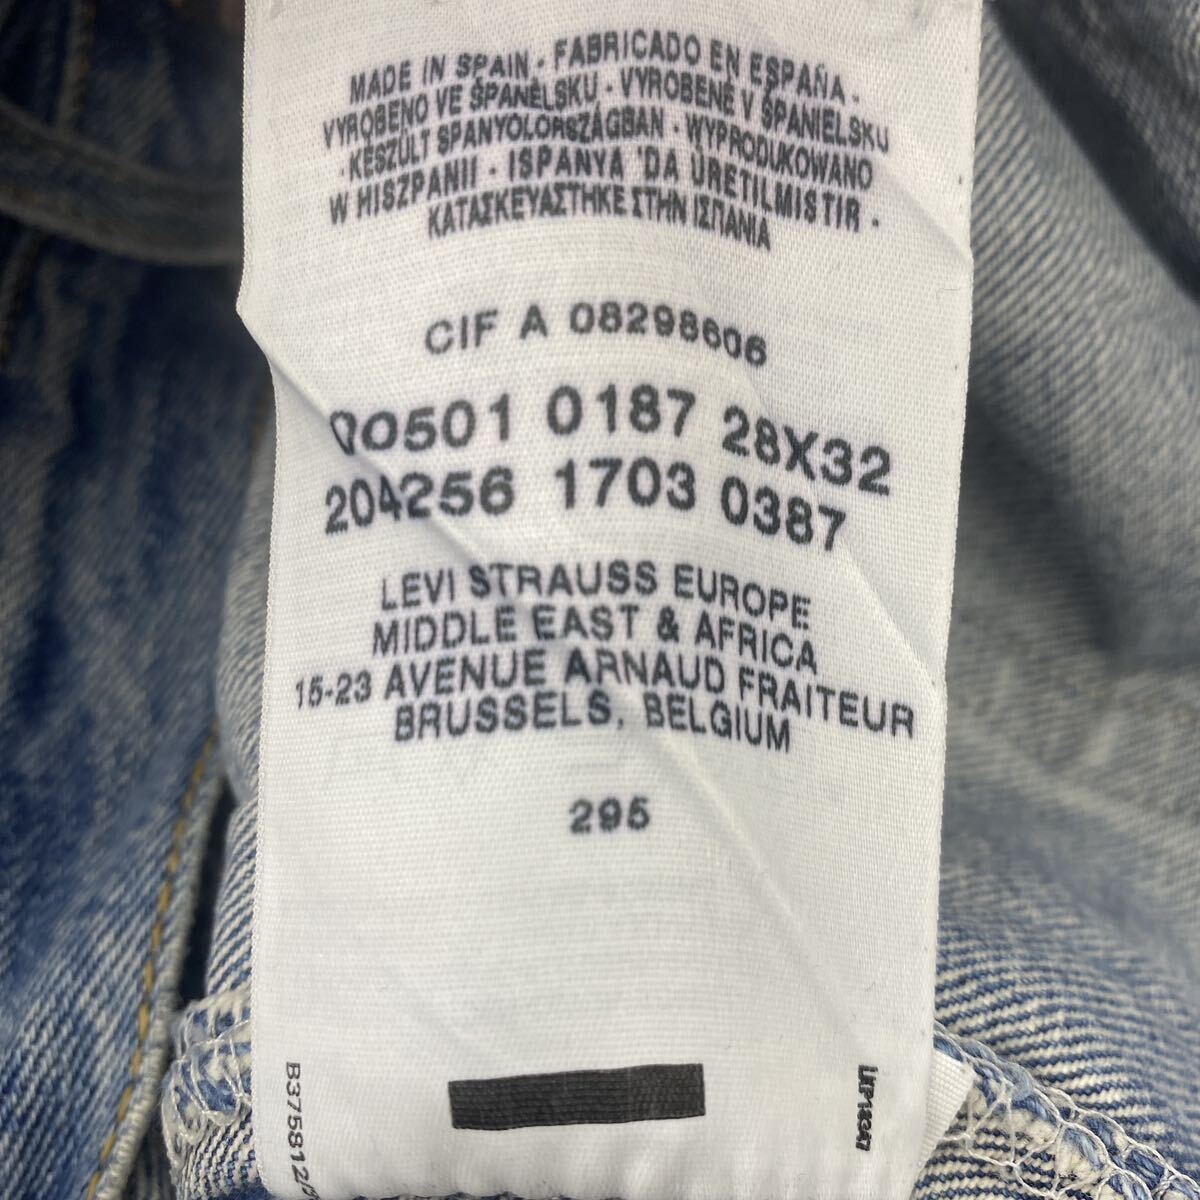 MADE IN SPAIN - FABRICADO EN ESPAÑA -
VYROBENO VE ŠPANĚLSKU - VYROBENÉ V ŠPANIELSKU
- KÉSZÜLT SPANYOLORSZÁGBAN - WYPRODUKOWANO
W HISZPANII - ISPANYA 'DA ÜRETILMISTIR -
ΚΑΤΑΣΚΕΥΑΣΤΗΚΕ ΣΤΗΝ ΙΣΠΑΝΙΑ
CIF A 08298606
00501 0187 28X32
204256 1703 0387
LEVI STRAUSS EUROPE
MIDDLE EAST & AFRICA
15-23 AVENUE ARNAUD FRAITEUR
BRUSSELS, BELGIUM
295